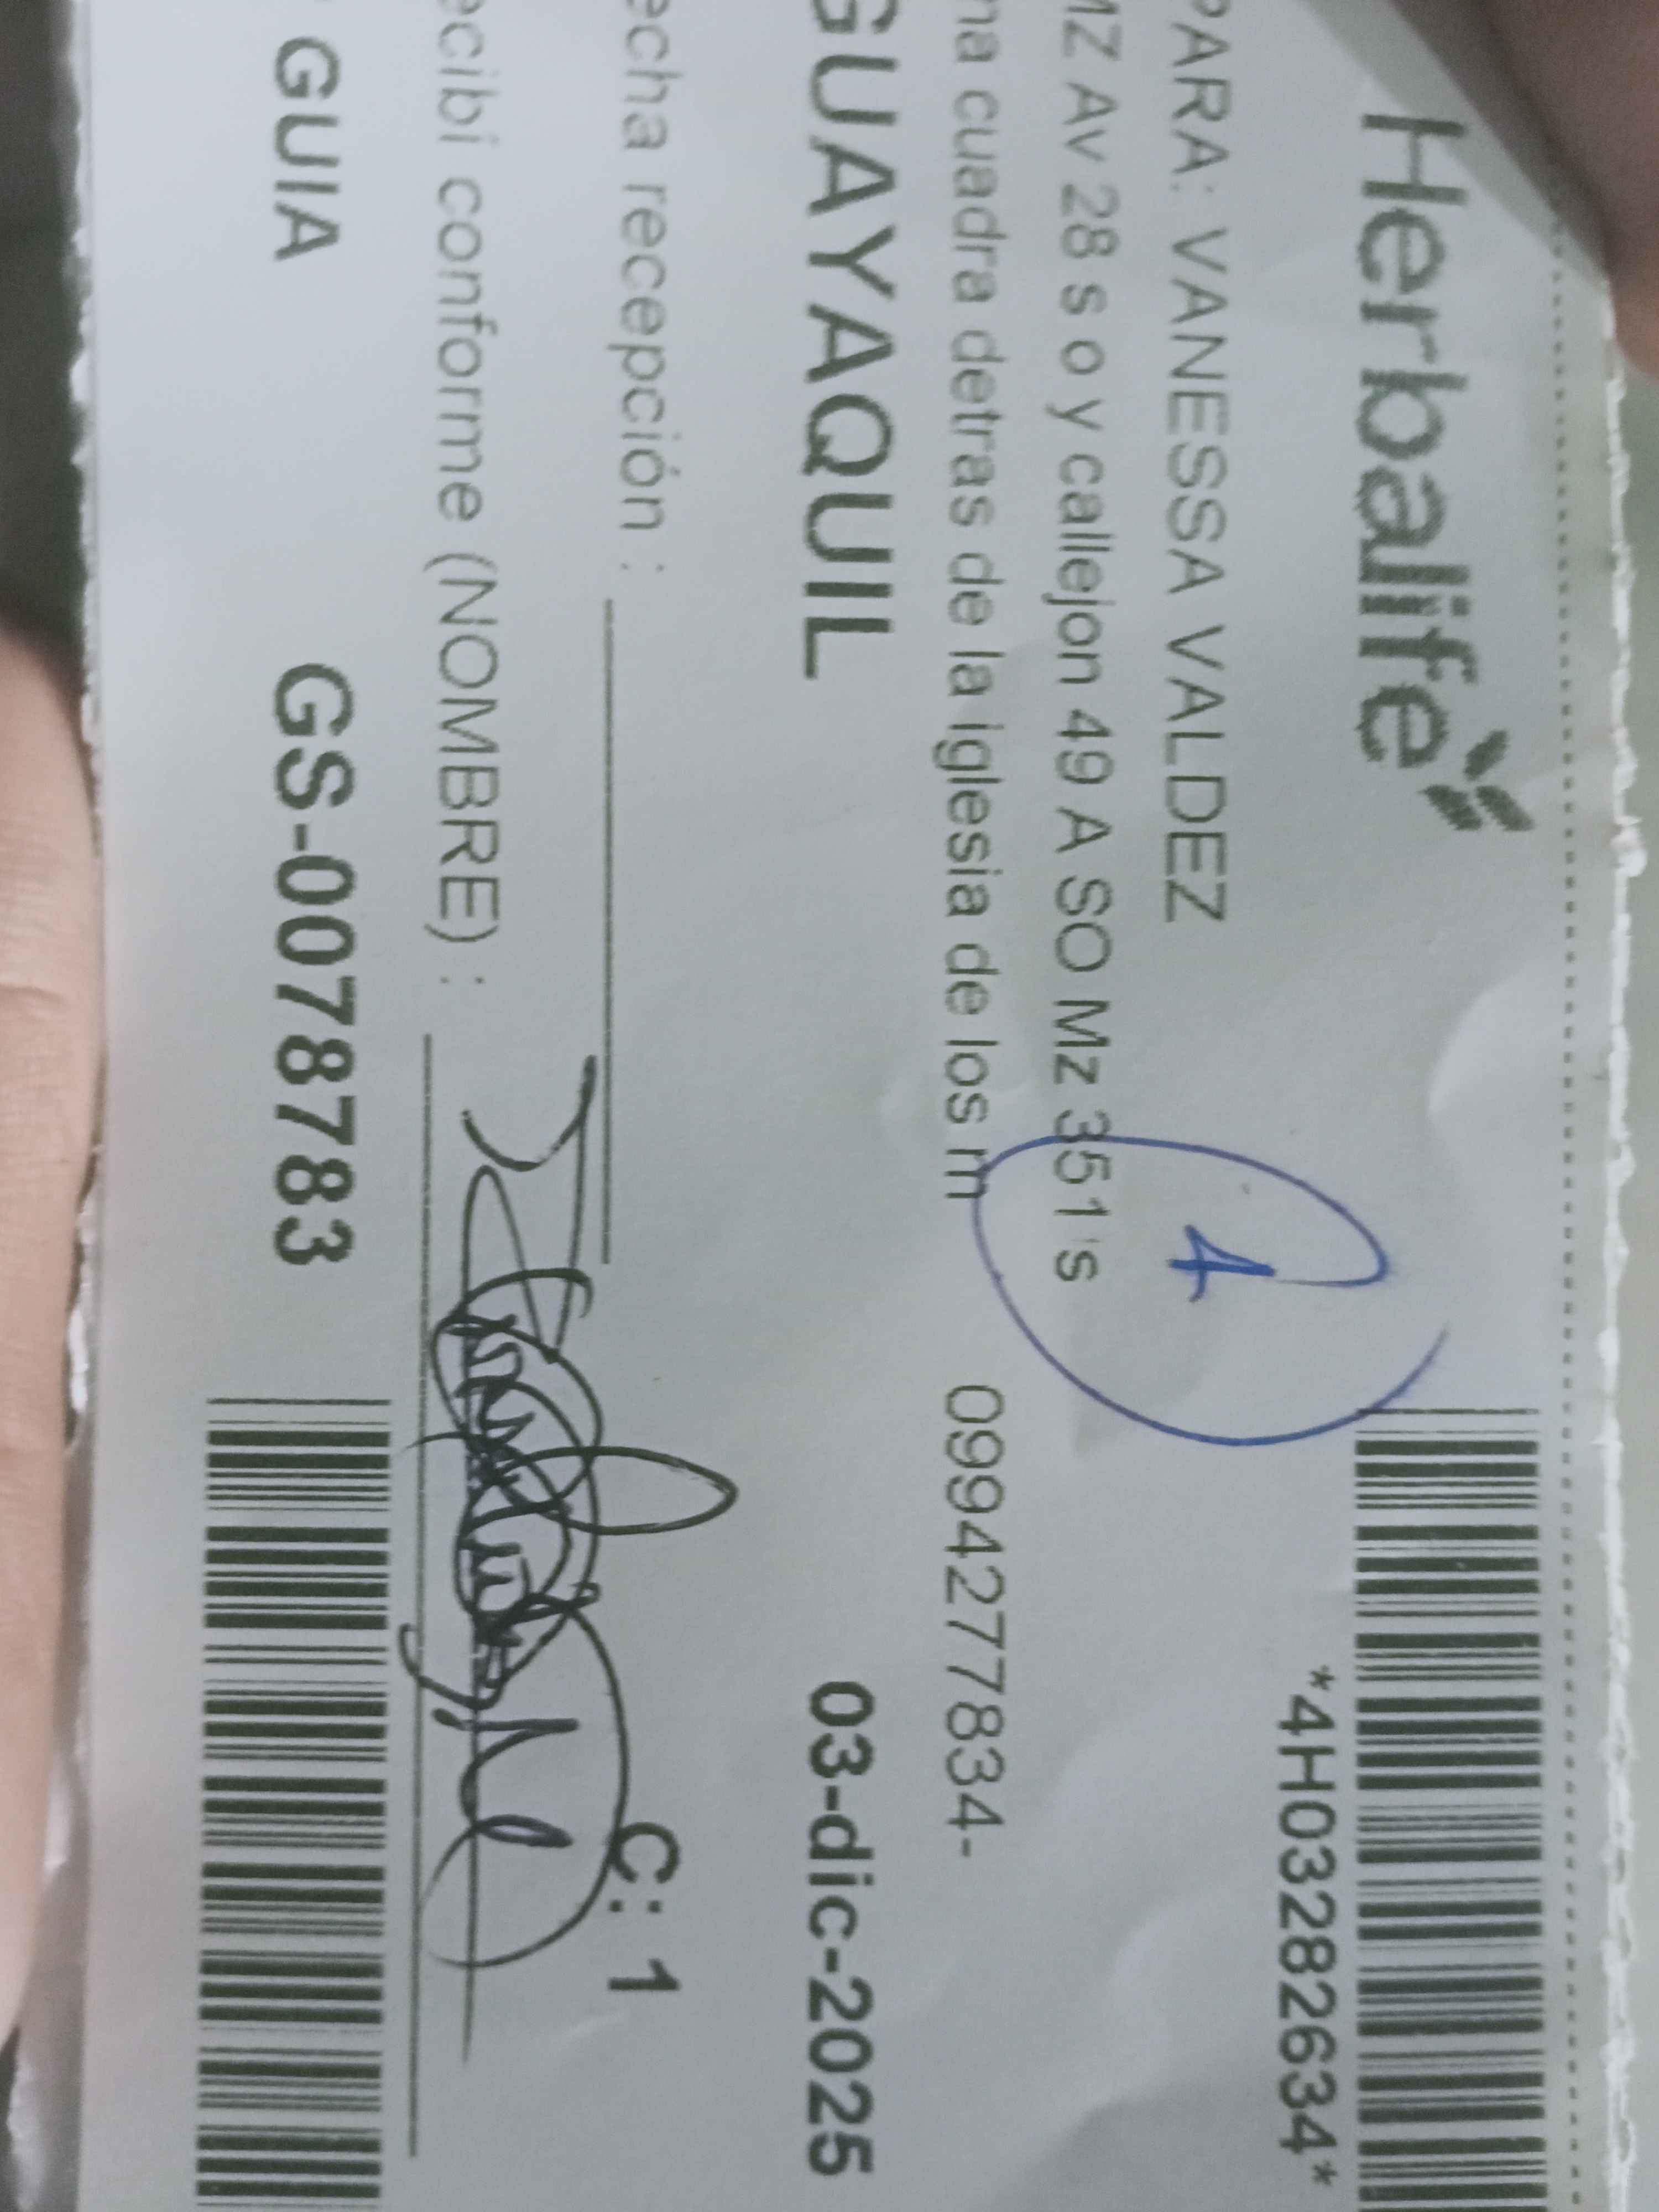 Herbalife
*4H03282634*
PARA: VANESSA VALDEZ
4
MZ Av 28 s o y callejon 49 A SO Mz 351 s
na cuadra detras de la iglesia de los m 0994277834-
GUAYAQUIL 03-dic-2025
echa recepción :
C: 1
ecibí conforme (NOMBRE) :
GUIA GS-0078783